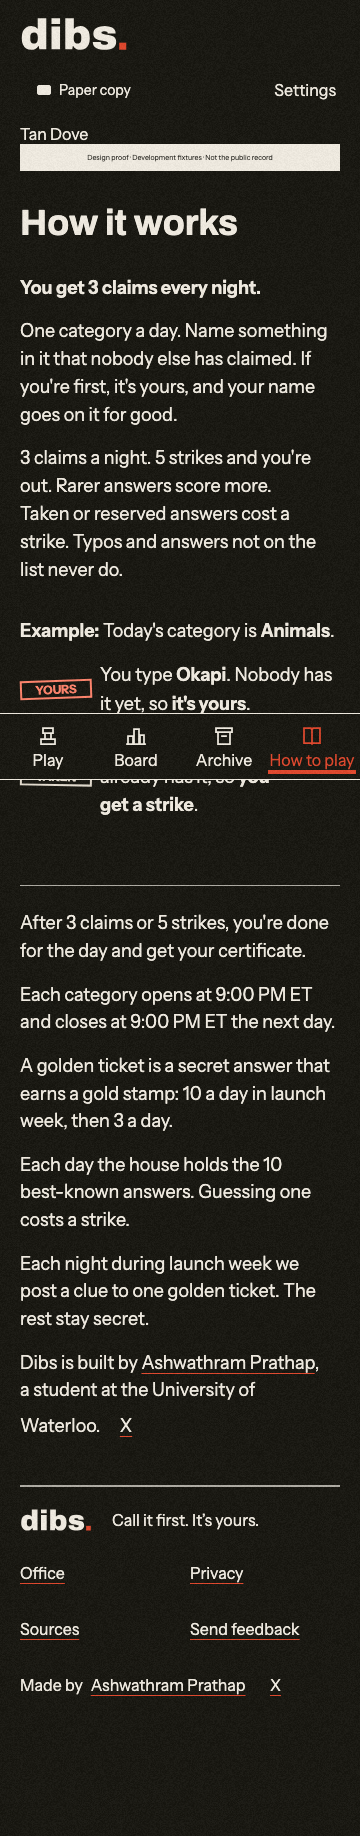 dibs.
Paper copy
Settings
Tan Dove
Design proof · Development fixtures · Not the public record
How it works
You get 3 claims every night.
One category a day. Name something
in it that nobody else has claimed. If
you're first, it's yours, and your name
goes on it for good.
3 claims a night. 5 strikes and you're
out. Rarer answers score more.
Taken or reserved answers cost a
strike. Typos and answers not on the
list never do.
Example: Today's category is Animals.
YOURS
You type Okapi. Nobody has
it yet, so it's yours.
Play
Board
Archive
How to play
already has it, so you
get a strike.
After 3 claims or 5 strikes, you're done
for the day and get your certificate.
Each category opens at 9:00 PM ET
and closes at 9:00 PM ET the next day.
A golden ticket is a secret answer that
earns a gold stamp: 10 a day in launch
week, then 3 a day.
Each day the house holds the 10
best-known answers. Guessing one
costs a strike.
Each night during launch week we
post a clue to one golden ticket. The
rest stay secret.
Dibs is built by Ashwathram Prathap,
a student at the University of
Waterloo. X
dibs. Call it first. It's yours.
Office
Privacy
Sources
Send feedback
Made by Ashwathram Prathap X